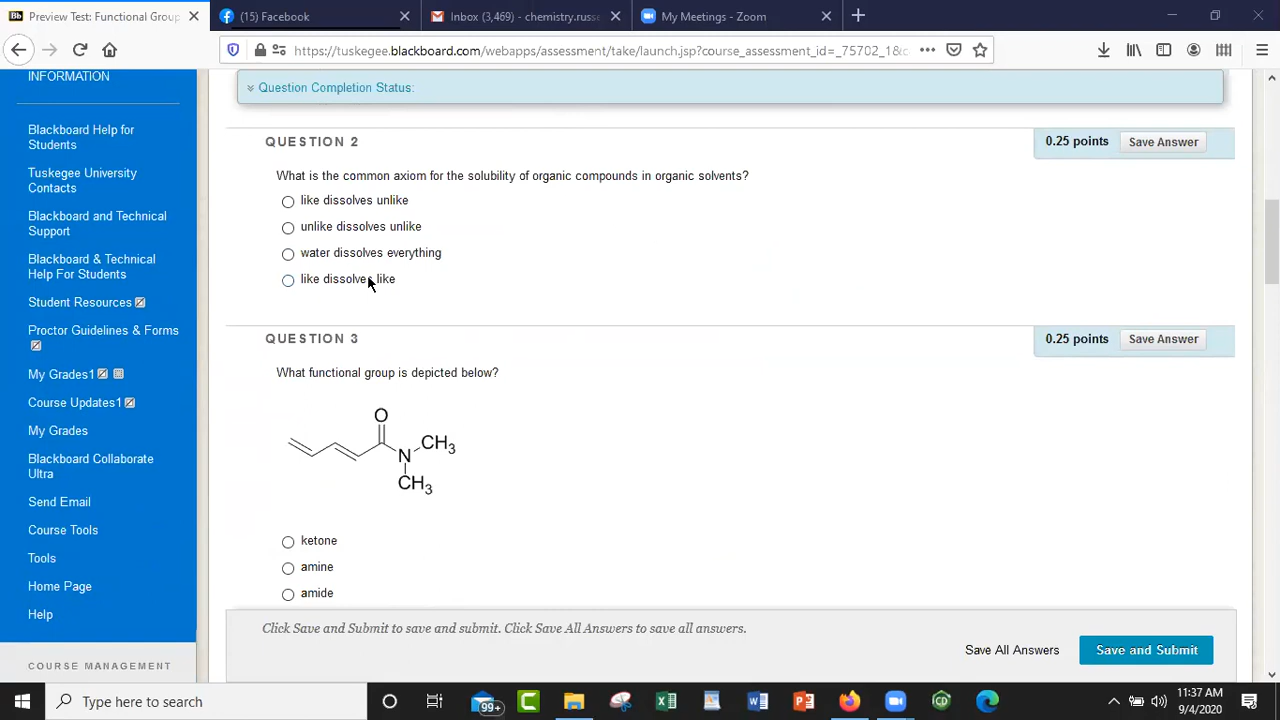 Preview Test: Functional Group
(15) Facebook
Inbox (3,469) - chemistry.russe
My Meetings - Zoom
https://tuskegee.blackboard.com/webapps/assessment/take/launch.jsp?course_assessment_id=_75702_1&c
INFORMATION
Blackboard Help for
Students
Tuskegee University
Contacts
Blackboard and Technical
Support
Blackboard & Technical
Help For Students
Student Resources
Proctor Guidelines & Forms
My Grades1
Course Updates1
My Grades
Blackboard Collaborate
Ultra
Send Email
Course Tools
Tools
Home Page
Help
COURSE MANAGEMENT
Question Completion Status:
QUESTION 2
0.25 points Save Answer
What is the common axiom for the solubility of organic compounds in organic solvents?
like dissolves unlike
unlike dissolves unlike
water dissolves everything
like dissolves like
QUESTION 3
0.25 points Save Answer
What functional group is depicted below?
O
N CH3
CH3
ketone
amine
amide
Click Save and Submit to save and submit. Click Save All Answers to save all answers.
Save All Answers Save and Submit
Type here to search
99+
11:37 AM
9/4/2020